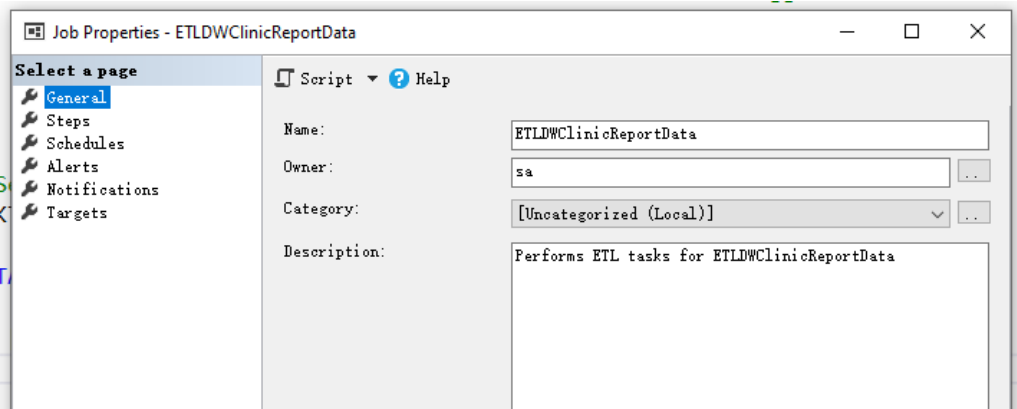 Job Properties - ETLDWClinicReportData
Select a page
General
Steps
Schedules
Alerts
Notifications
Targets
Script
Help
Name:
ETLDWClinicReportData
Owner:
sa
..
Category:
[Uncategorized (Local)]
..
Description:
Performs ETL tasks for ETLDWClinicReportData